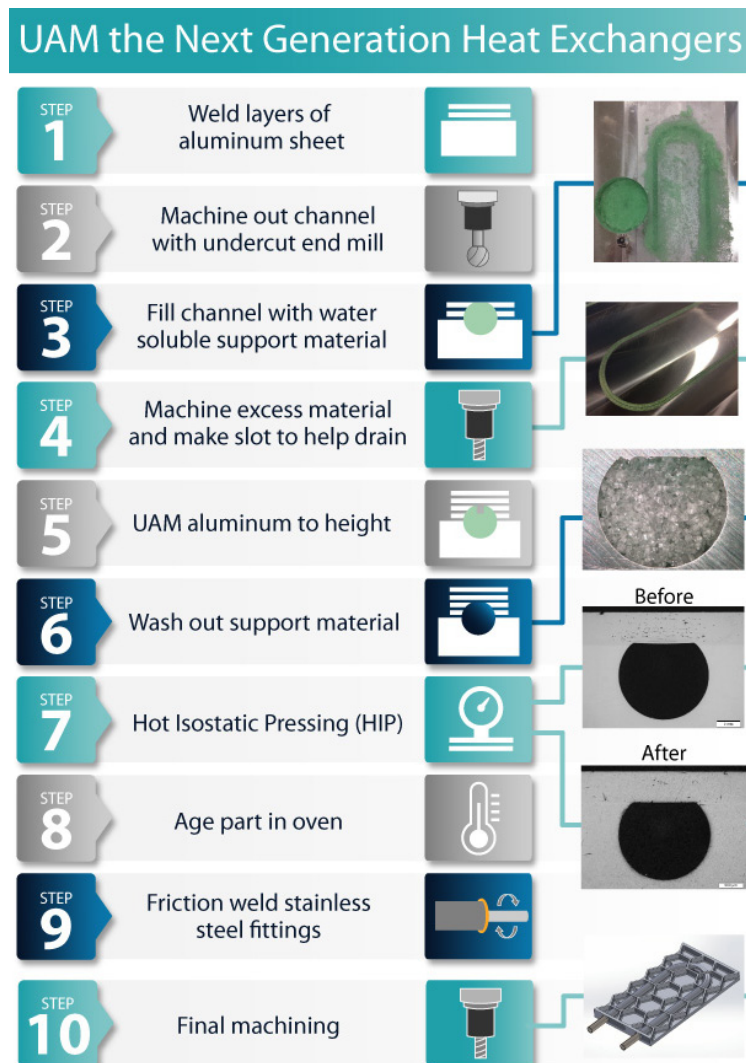 UAM the Next Generation Heat Exchangers
STEP
1
Weld layers of
aluminum sheet
STEP
2
Machine out channel
with undercut end mill
STEP
3
Fill channel with water
soluble support material
STEP
4
Machine excess material
and make slot to help drain
STEP
5
UAM aluminum to height
STEP
6
Wash out support material
Before
STEP
7
Hot Isostatic Pressing (HIP)
After
STEP
8
Age part in oven
STEP
9
Friction weld stainless
steel fittings
STEP
10
Final machining